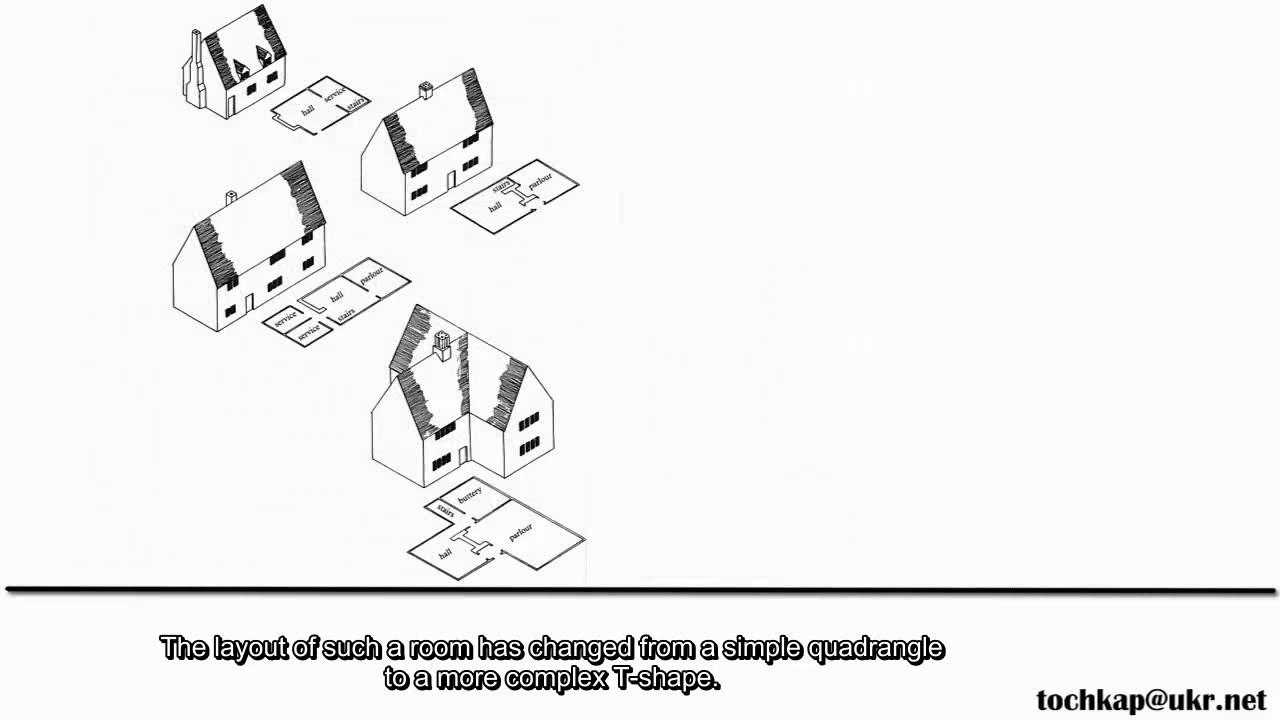 hall
service
stairs
stairs
parlour
hall
parlour
hall
stairs
service
service
buttery
stairs
parlour
hall
The layout of such a room has changed from a simple quadrangle
to a more complex T-shape.
tochkap@ukr.net